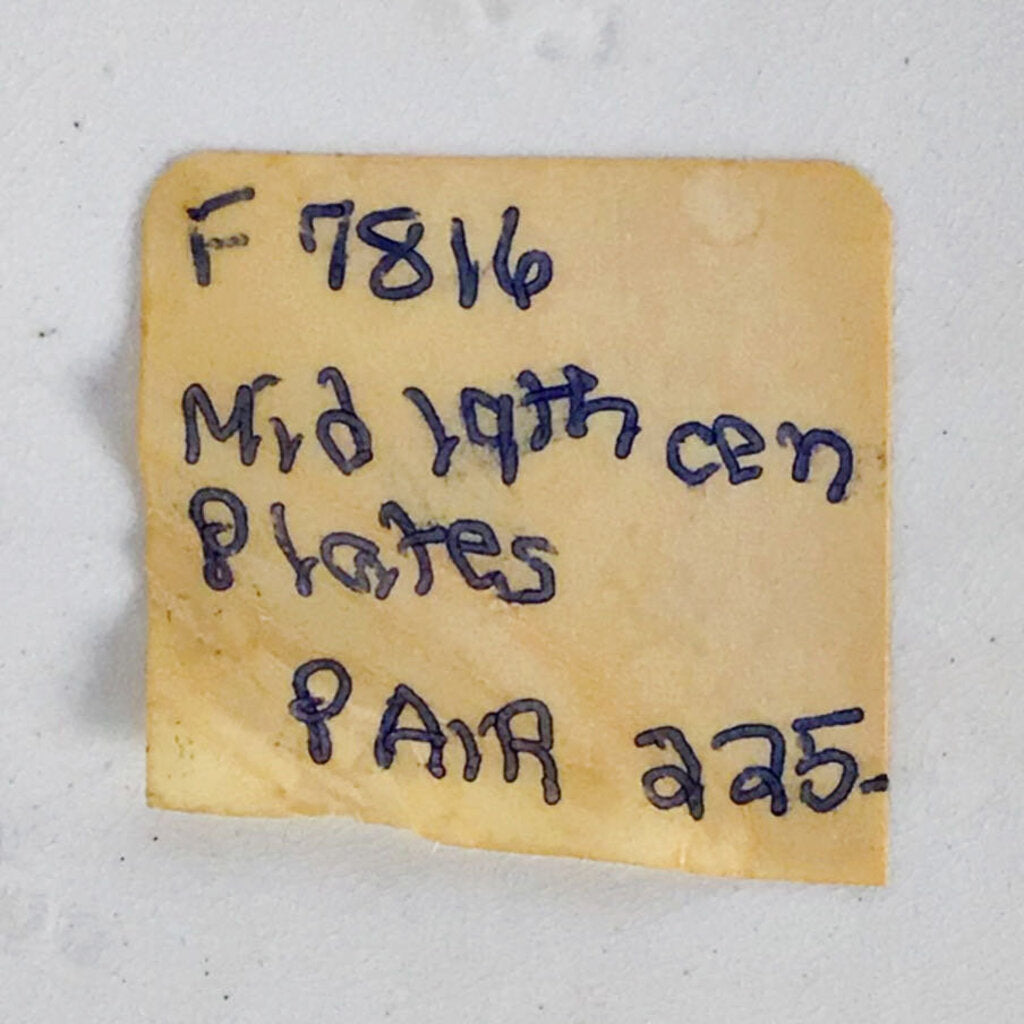 F 7816
Mid 19th cen
Plates
PAIR 225-